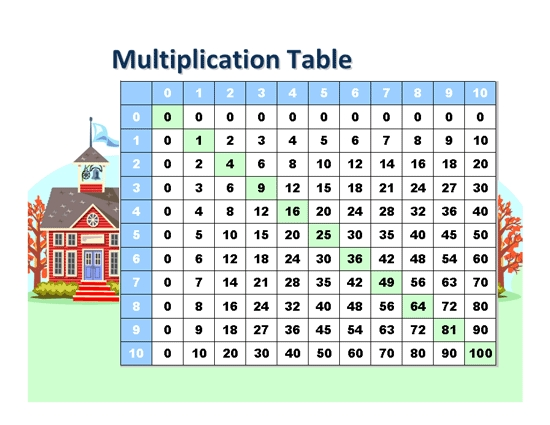 Multiplication Table
0 1 2 3 4 5 6 7 8 9 10
0 0 0 0 0 0 0 0 0 0 0 0
1 0 1 2 3 4 5 6 7 8 9 10
2 0 2 4 6 8 10 12 14 16 18 20
3 0 3 6 9 12 15 18 21 24 27 30
4 0 4 8 12 16 20 24 28 32 36 40
5 0 5 10 15 20 25 30 35 40 45 50
6 0 6 12 18 24 30 36 42 48 54 60
7 0 7 14 21 28 35 42 49 56 63 70
8 0 8 16 24 32 40 48 56 64 72 80
9 0 9 18 27 36 45 54 63 72 81 90
10 0 10 20 30 40 50 60 70 80 90 100